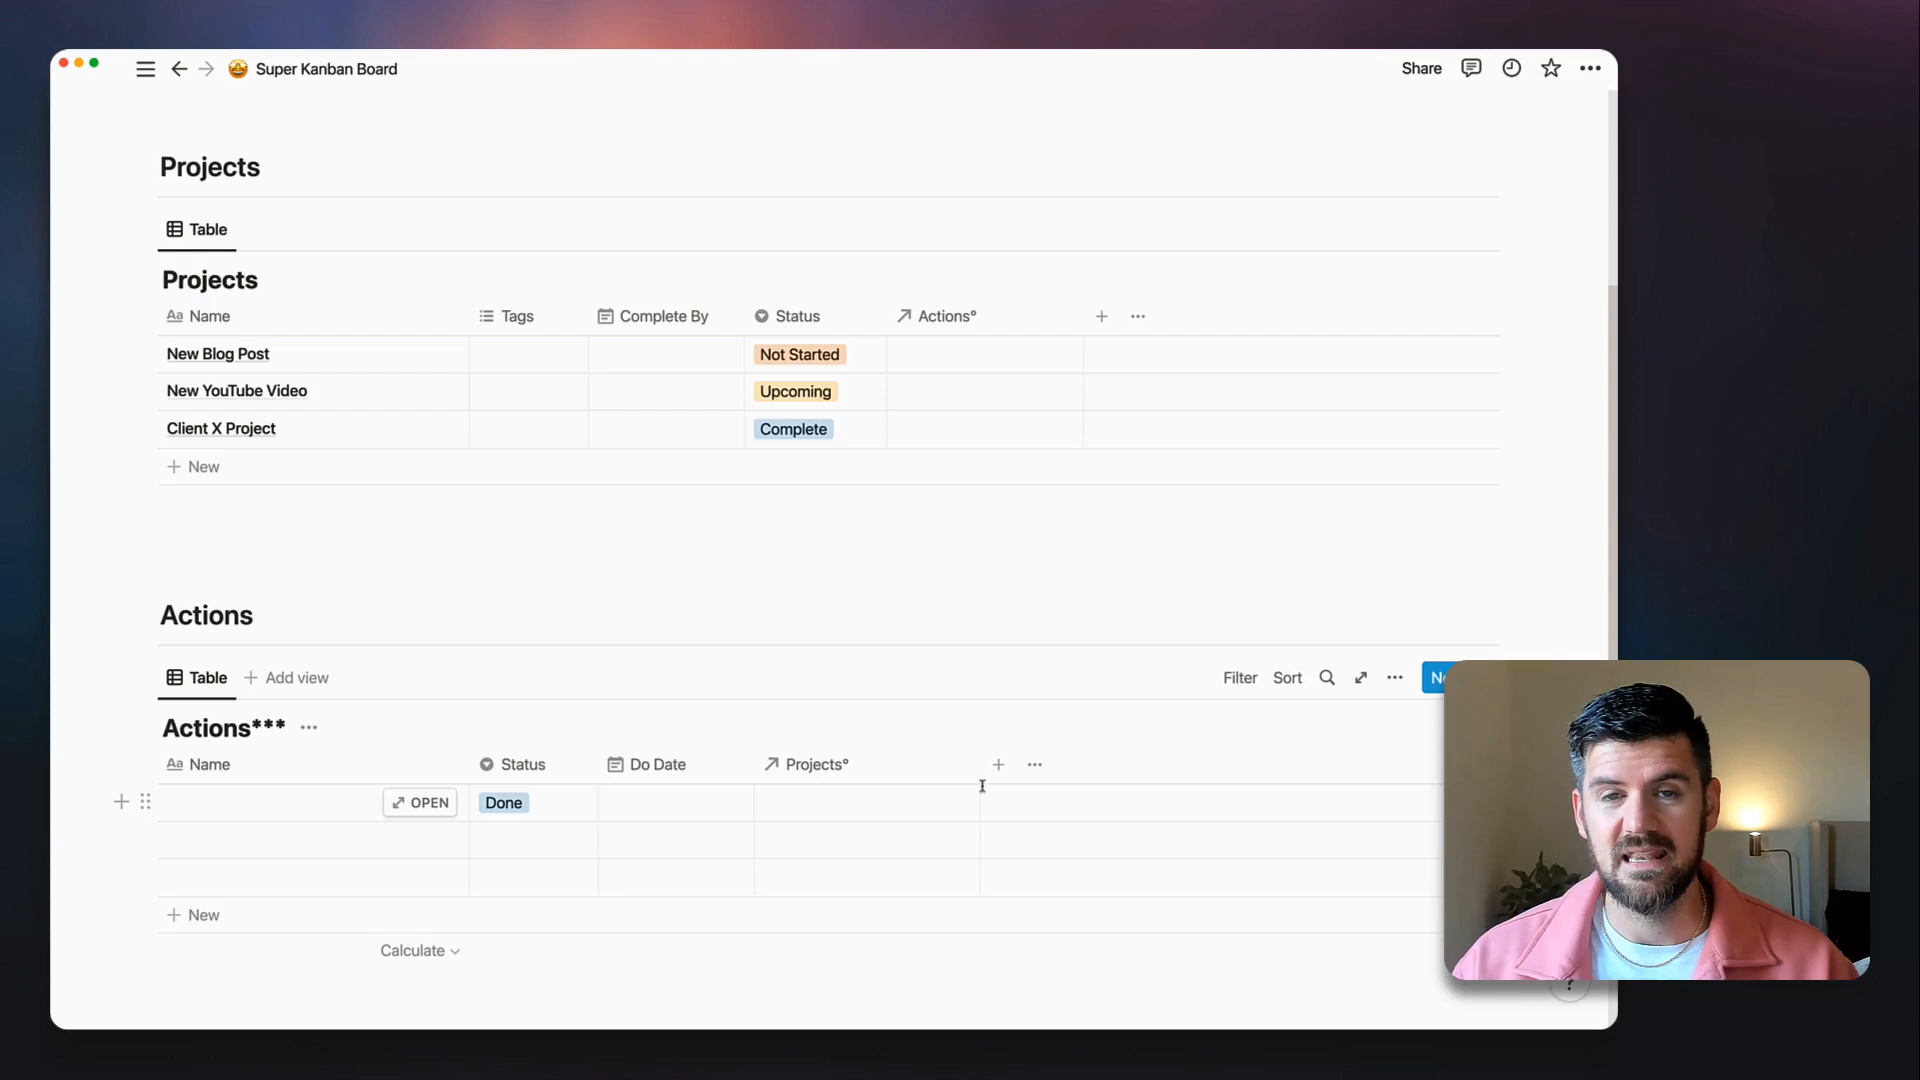 Super Kanban Board
Share
Projects
Table
Projects
Aa Name
Tags
Complete By
Status
Actions°
New Blog Post
Not Started
New YouTube Video
Upcoming
Client X Project
Complete
New
Actions
Table
Add view
Filter
Sort
Actions***
Aa Name
Status
Do Date
Projects°
OPEN
Done
New
Calculate
?